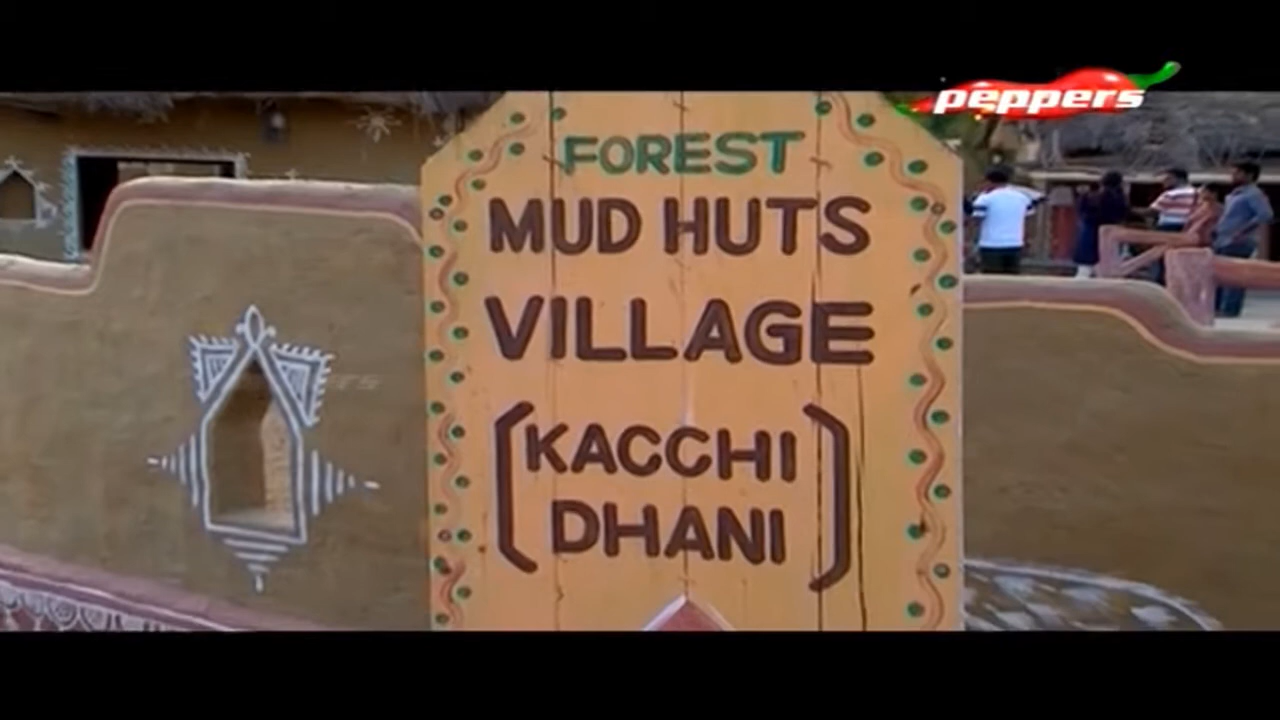 peppers
FOREST
MUD HUTS
VILLAGE
[KACCHI
DHANI]